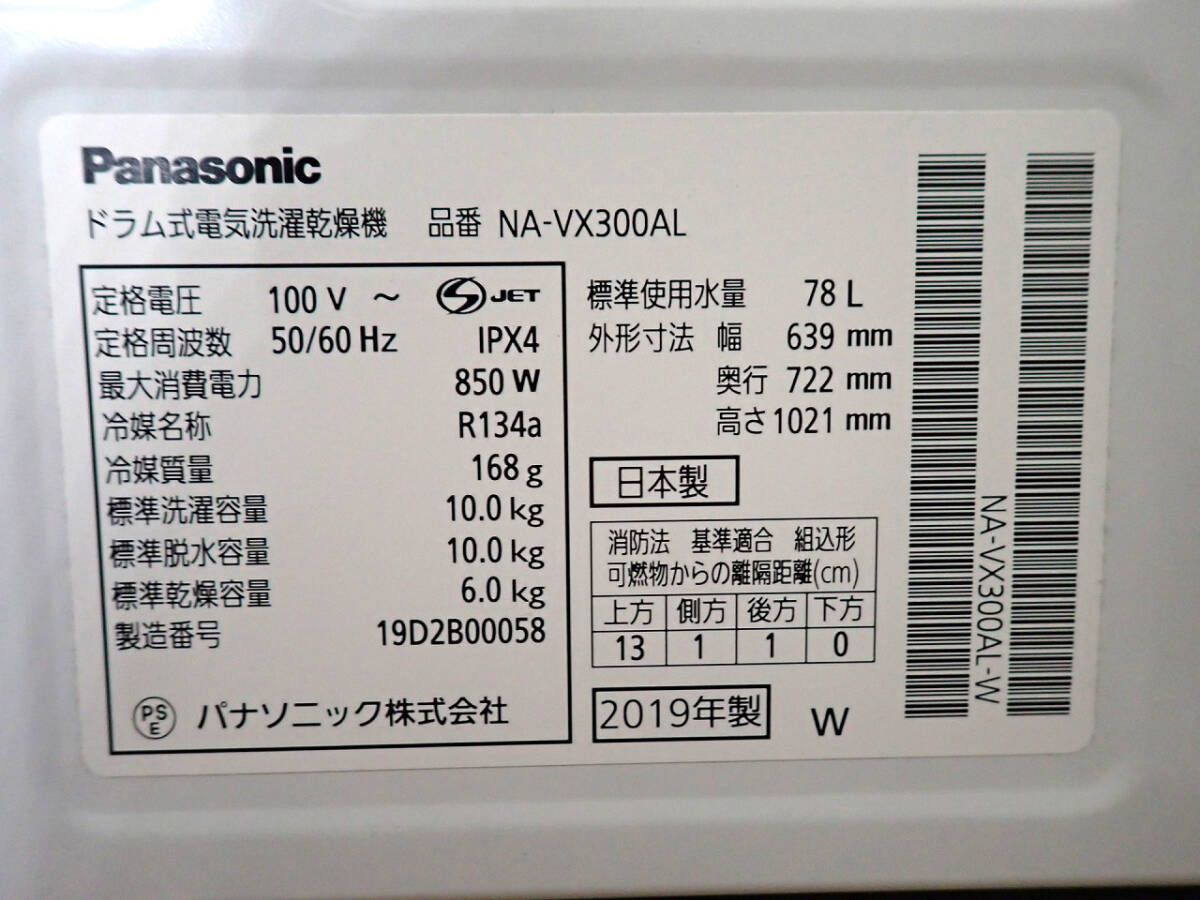 Panasonic
ドラム式電気洗濯乾燥機 品番 NA-VX300AL
定格電圧 100 V ～ S JET
定格周波数 50/60 Hz IPX4
最大消費電力 850 W
冷媒名称 R134a
冷媒質量 168 g
標準洗濯容量 10.0 kg
標準脱水容量 10.0 kg
標準乾燥容量 6.0 kg
製造番号 19D2B00058
PS E パナソニック株式会社
標準使用水量 78 L
外形寸法 幅 639 mm
奥行 722 mm
高さ 1021 mm
日本製
消防法 基準適合 組込形
可燃物からの離隔距離(cm)
上方 側方 後方 下方
13 1 1 0
2019年製 W
NA-VX300AL-W